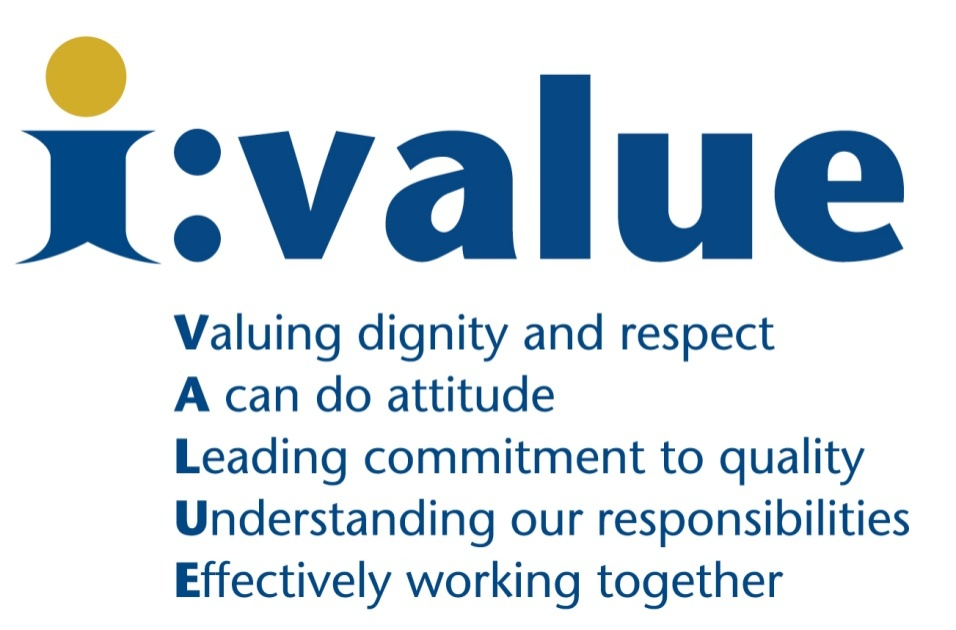 i:value
Valuing dignity and respect
A can do attitude
Leading commitment to quality
Understanding our responsibilities
Effectively working together